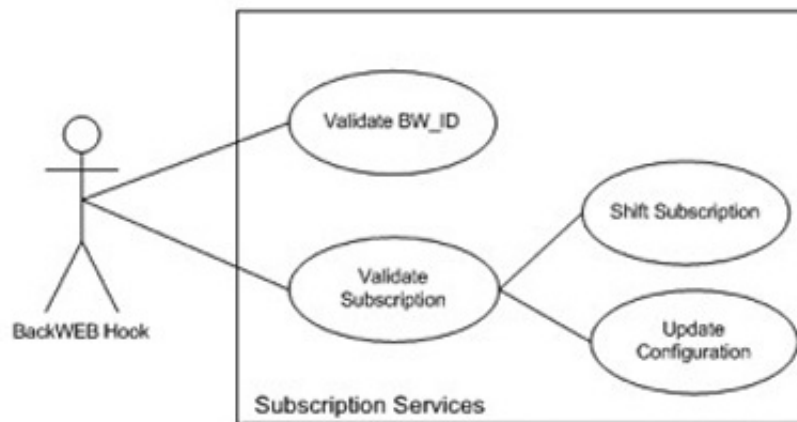 Validate BW_ID
Shift Subscription
Validate
Subscription
Update
Configuration
BackWEB Hook
Subscription Services